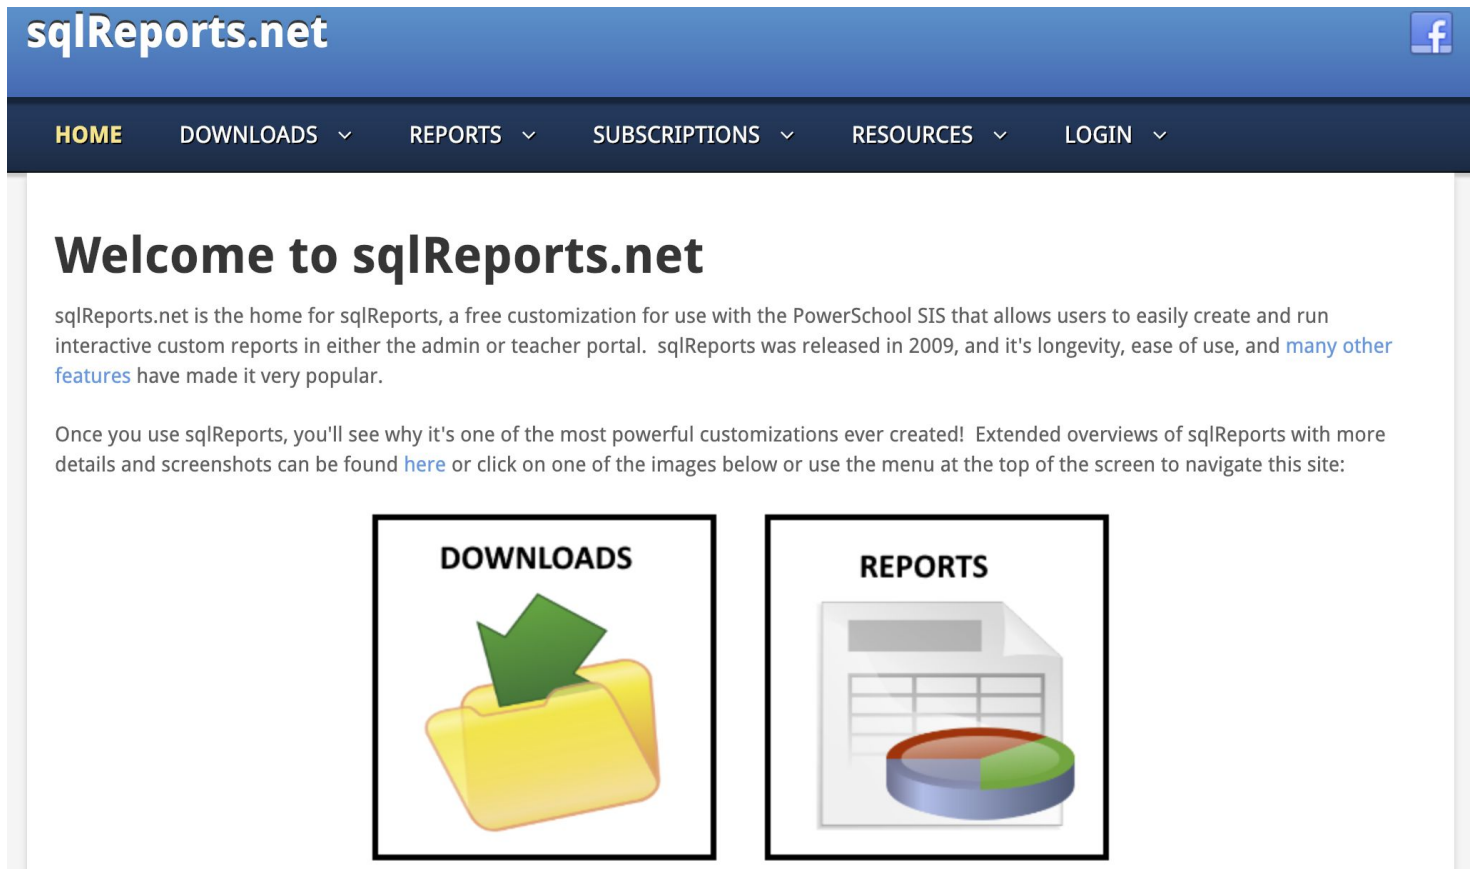 sqlReports.net
f
HOME DOWNLOADS REPORTS SUBSCRIPTIONS RESOURCES LOGIN
Welcome to sqlReports.net
sqlReports.net is the home for sqlReports, a free customization for use with the PowerSchool SIS that allows users to easily create and run
interactive custom reports in either the admin or teacher portal.  sqlReports was released in 2009, and it's longevity, ease of use, and many other
features have made it very popular.
Once you use sqlReports, you'll see why it's one of the most powerful customizations ever created!  Extended overviews of sqlReports with more
details and screenshots can be found here or click on one of the images below or use the menu at the top of the screen to navigate this site:
DOWNLOADS
REPORTS